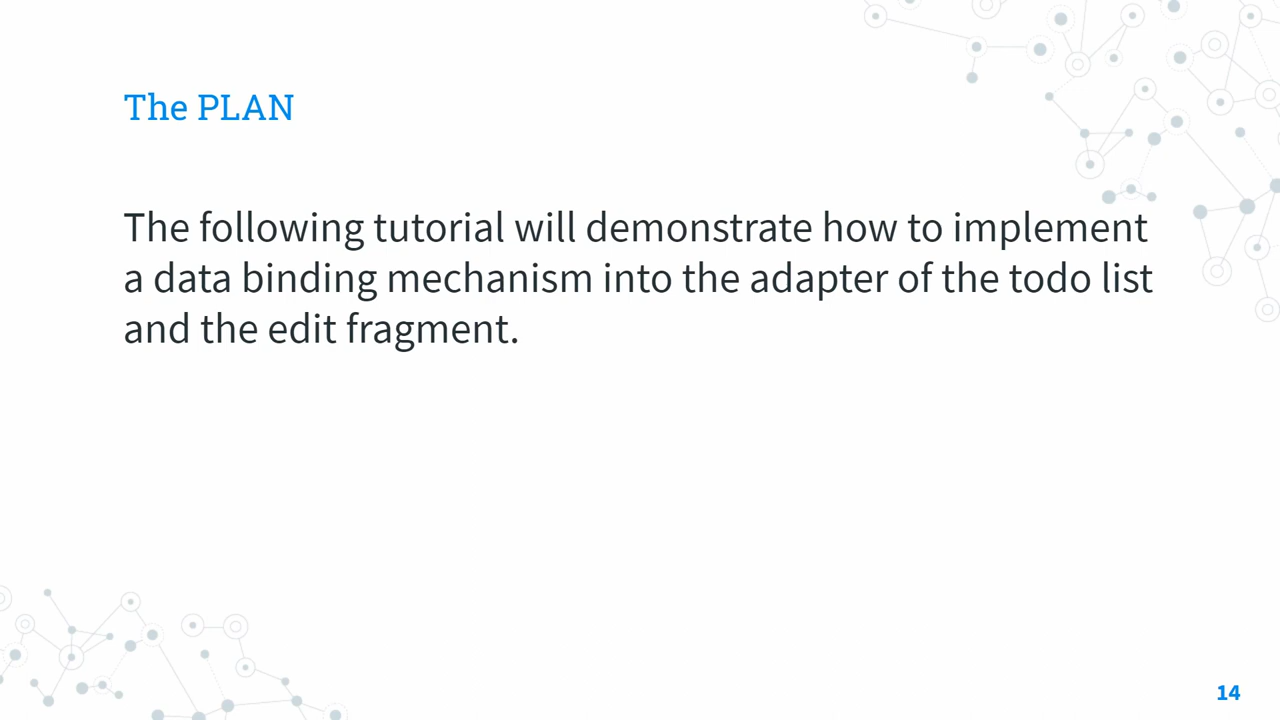 The PLAN
The following tutorial will demonstrate how to implement
a data binding mechanism into the adapter of the todo list
and the edit fragment.
14